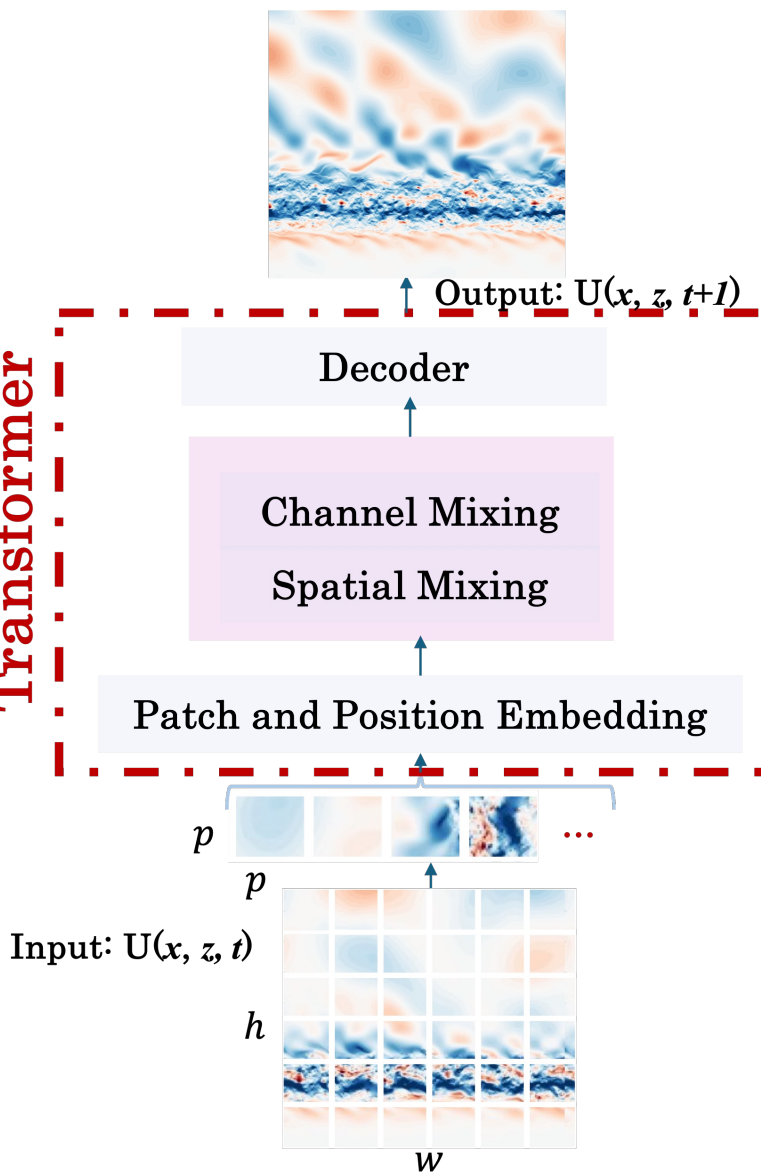 Output: U(x, z, t+1)
Transformer
Decoder
Channel Mixing
Spatial Mixing
Patch and Position Embedding
p
...
p
Input: U(x, z, t)
h
w